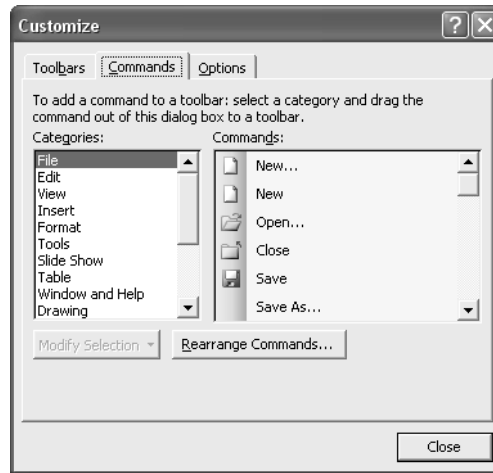 Customize
Toolbars Commands Options
To add a command to a toolbar: select a category and drag the
command out of this dialog box to a toolbar.
Categories: Commands:
File
Edit
View
Insert
Format
Tools
Slide Show
Table
Window and Help
Drawing
New...
New
Open...
Close
Save
Save As...
Modify Selection Rearrange Commands...
Close